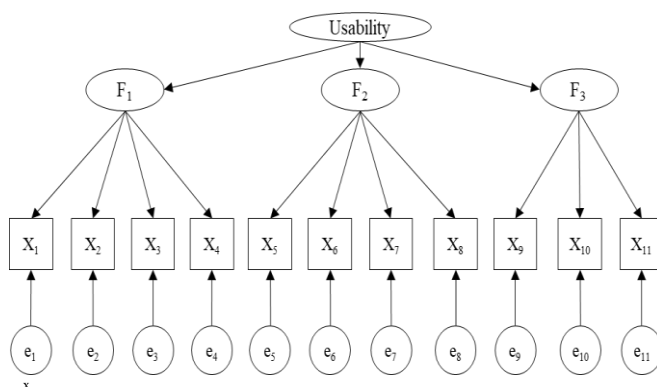 Usability
F₁ F₂ F₃
X₁ X₂ X₃ X₄ X₅ X₆ X₇ X₈ X₉ X₁₀ X₁₁
e₁ e₂ e₃ e₄ e₅ e₆ e₇ e₈ e₉ e₁₀ e₁₁
x